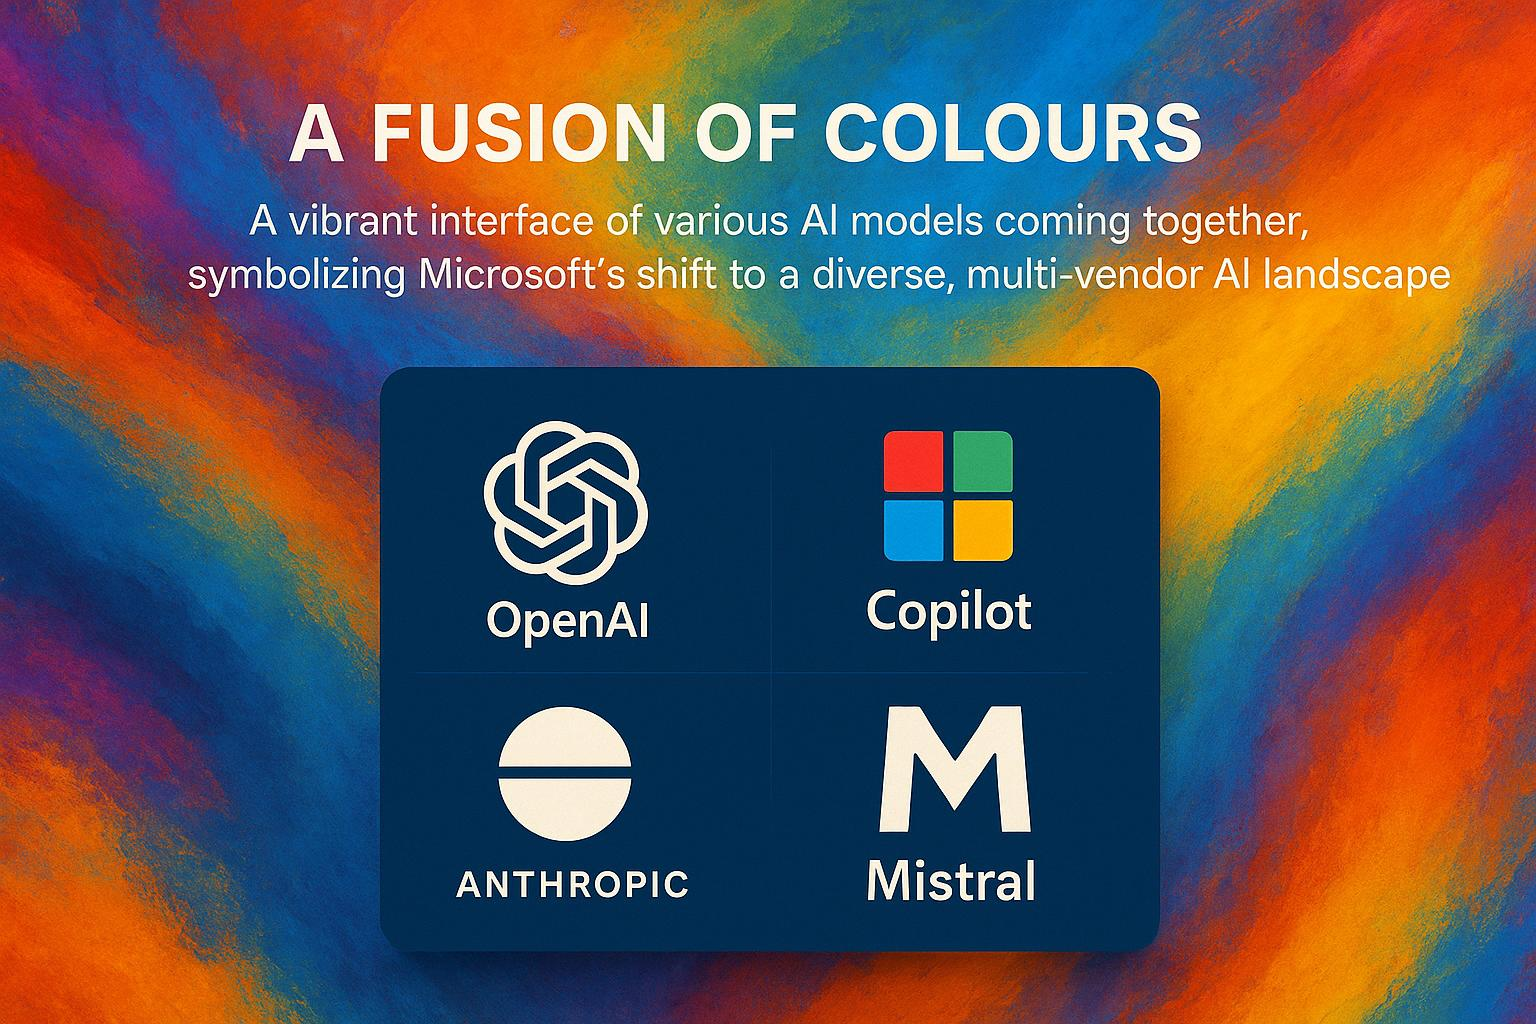 A FUSION OF COLOURS
A vibrant interface of various AI models coming together,
symbolizing Microsoft's shift to a diverse, multi-vendor AI landscape
OpenAI
Copilot
ANTHROPIC
Mistral